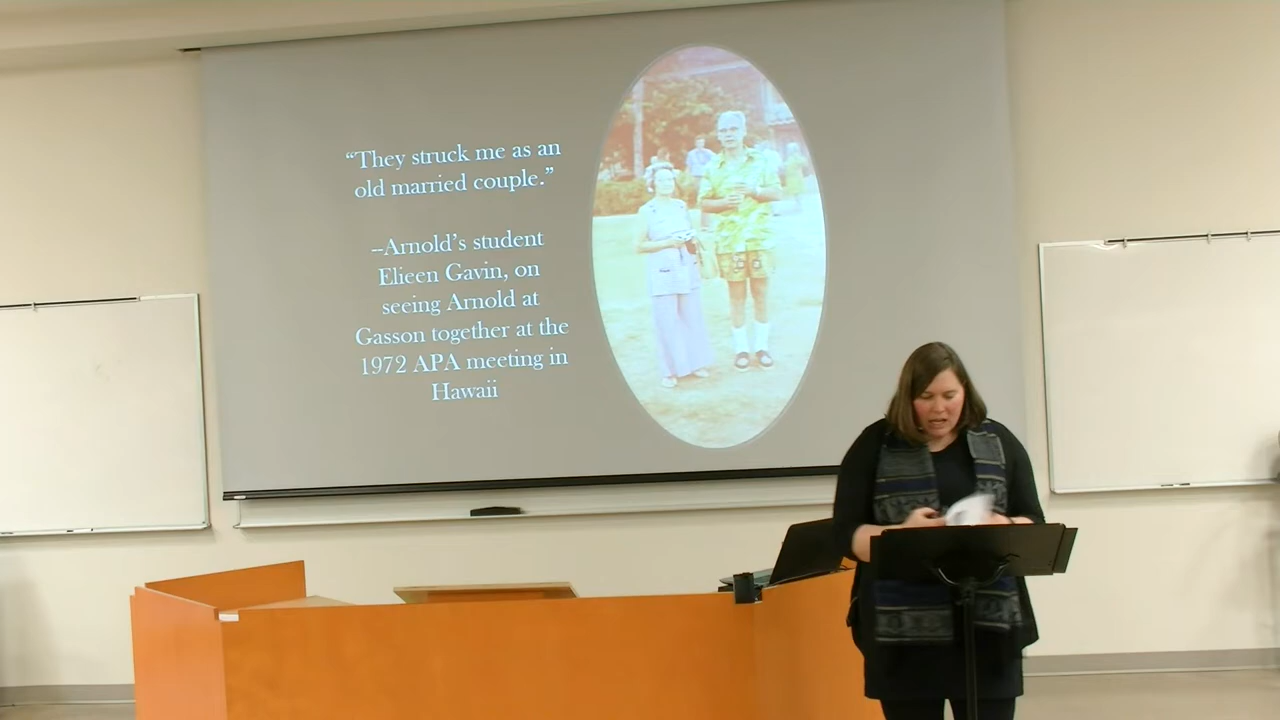 “They struck me as an
old married couple.”
--Arnold’s student
Elieen Gavin, on
seeing Arnold at
Gasson together at the
1972 APA meeting in
Hawaii